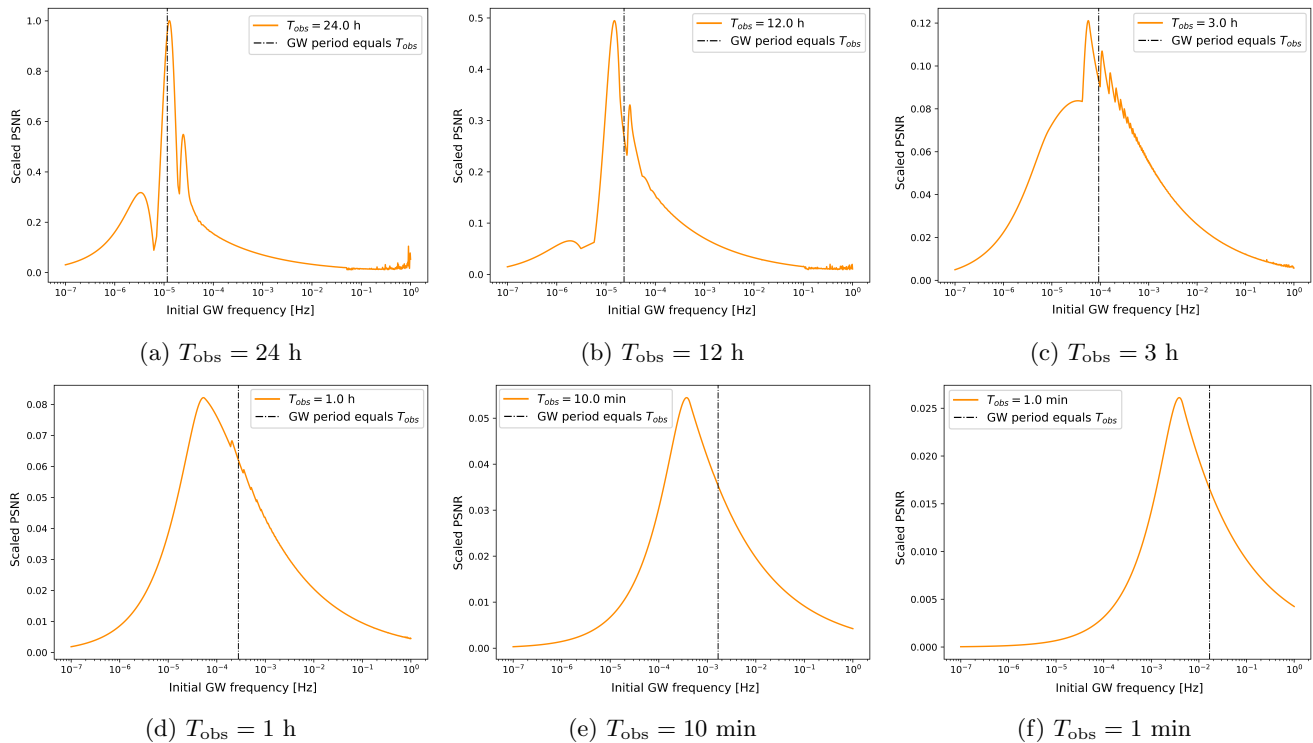 T_obs = 24.0 h
GW period equals T_obs
1.0
0.8
0.6
0.4
0.2
0.0
Scaled PSNR
10⁻⁷ 10⁻⁶ 10⁻⁵ 10⁻⁴ 10⁻³ 10⁻² 10⁻¹ 10⁰
Initial GW frequency [Hz]
(a) T_obs = 24 h
T_obs = 12.0 h
GW period equals T_obs
0.5
0.4
0.3
0.2
0.1
0.0
Scaled PSNR
10⁻⁷ 10⁻⁶ 10⁻⁵ 10⁻⁴ 10⁻³ 10⁻² 10⁻¹ 10⁰
Initial GW frequency [Hz]
(b) T_obs = 12 h
T_obs = 3.0 h
GW period equals T_obs
0.12
0.10
0.08
0.06
0.04
0.02
0.00
Scaled PSNR
10⁻⁷ 10⁻⁶ 10⁻⁵ 10⁻⁴ 10⁻³ 10⁻² 10⁻¹ 10⁰
Initial GW frequency [Hz]
(c) T_obs = 3 h
T_obs = 1.0 h
GW period equals T_obs
0.08
0.07
0.06
0.05
0.04
0.03
0.02
0.01
0.00
Scaled PSNR
10⁻⁷ 10⁻⁶ 10⁻⁵ 10⁻⁴ 10⁻³ 10⁻² 10⁻¹ 10⁰
Initial GW frequency [Hz]
(d) T_obs = 1 h
T_obs = 10.0 min
GW period equals T_obs
0.05
0.04
0.03
0.02
0.01
0.00
Scaled PSNR
10⁻⁷ 10⁻⁶ 10⁻⁵ 10⁻⁴ 10⁻³ 10⁻² 10⁻¹ 10⁰
Initial GW frequency [Hz]
(e) T_obs = 10 min
T_obs = 1.0 min
GW period equals T_obs
0.025
0.020
0.015
0.010
0.005
0.000
Scaled PSNR
10⁻⁷ 10⁻⁶ 10⁻⁵ 10⁻⁴ 10⁻³ 10⁻² 10⁻¹ 10⁰
Initial GW frequency [Hz]
(f) T_obs = 1 min